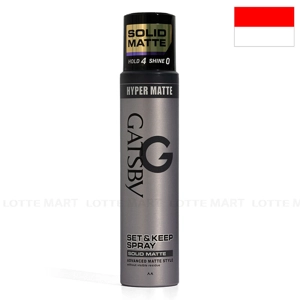 SOLID
MATTE
HOLD 4 SHINE 0
HYPER MATTE
GATSBY
G
SET & KEEP
SPRAY
SOLID MATTE
ADVANCED MATTE STYLE
LOTTE MART LOTTE MART LOTTE MART